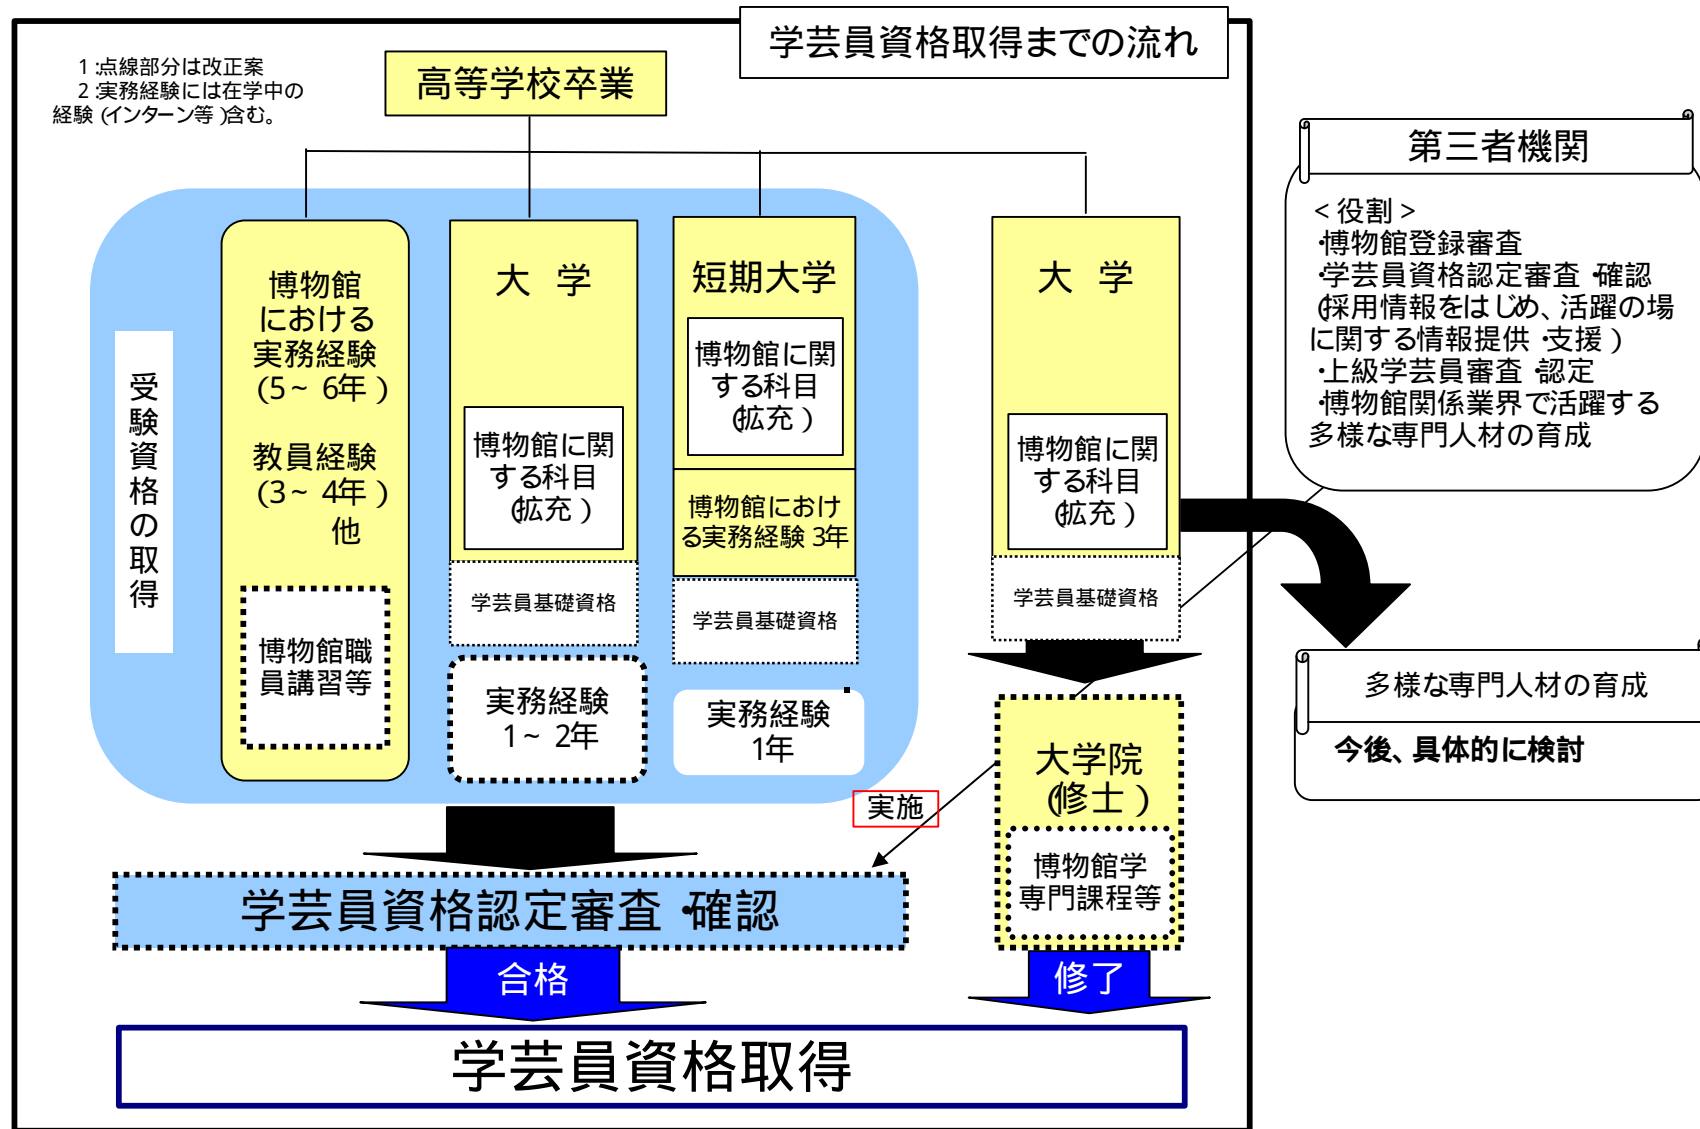 学芸員資格取得までの流れ
1:点線部分は改正案
2:実務経験には在学中の
経験(インターン等)含む。
高等学校卒業
受験資格の取得
博物館
における
実務経験
(5~6年)
教員経験
(3~4年)
他
博物館職
員講習等
大 学
博物館に関
する科目
(拡充)
学芸員基礎資格
実務経験
1~2年
短期大学
博物館に関
する科目
(拡充)
博物館におけ
る実務経験3年
学芸員基礎資格
実務経験
1年
大 学
博物館に関
する科目
(拡充)
学芸員基礎資格
大学院
(修士)
博物館学
専門課程等
実施
学芸員資格認定審査・確認
合格
修了
学芸員資格取得
第三者機関
<役割>
・博物館登録審査
・学芸員資格認定審査・確認
(採用情報をはじめ、活躍の場
に関する情報提供・支援)
・上級学芸員審査・認定
・博物館関係業界で活躍する
多様な専門人材の育成
多様な専門人材の育成
今後、具体的に検討